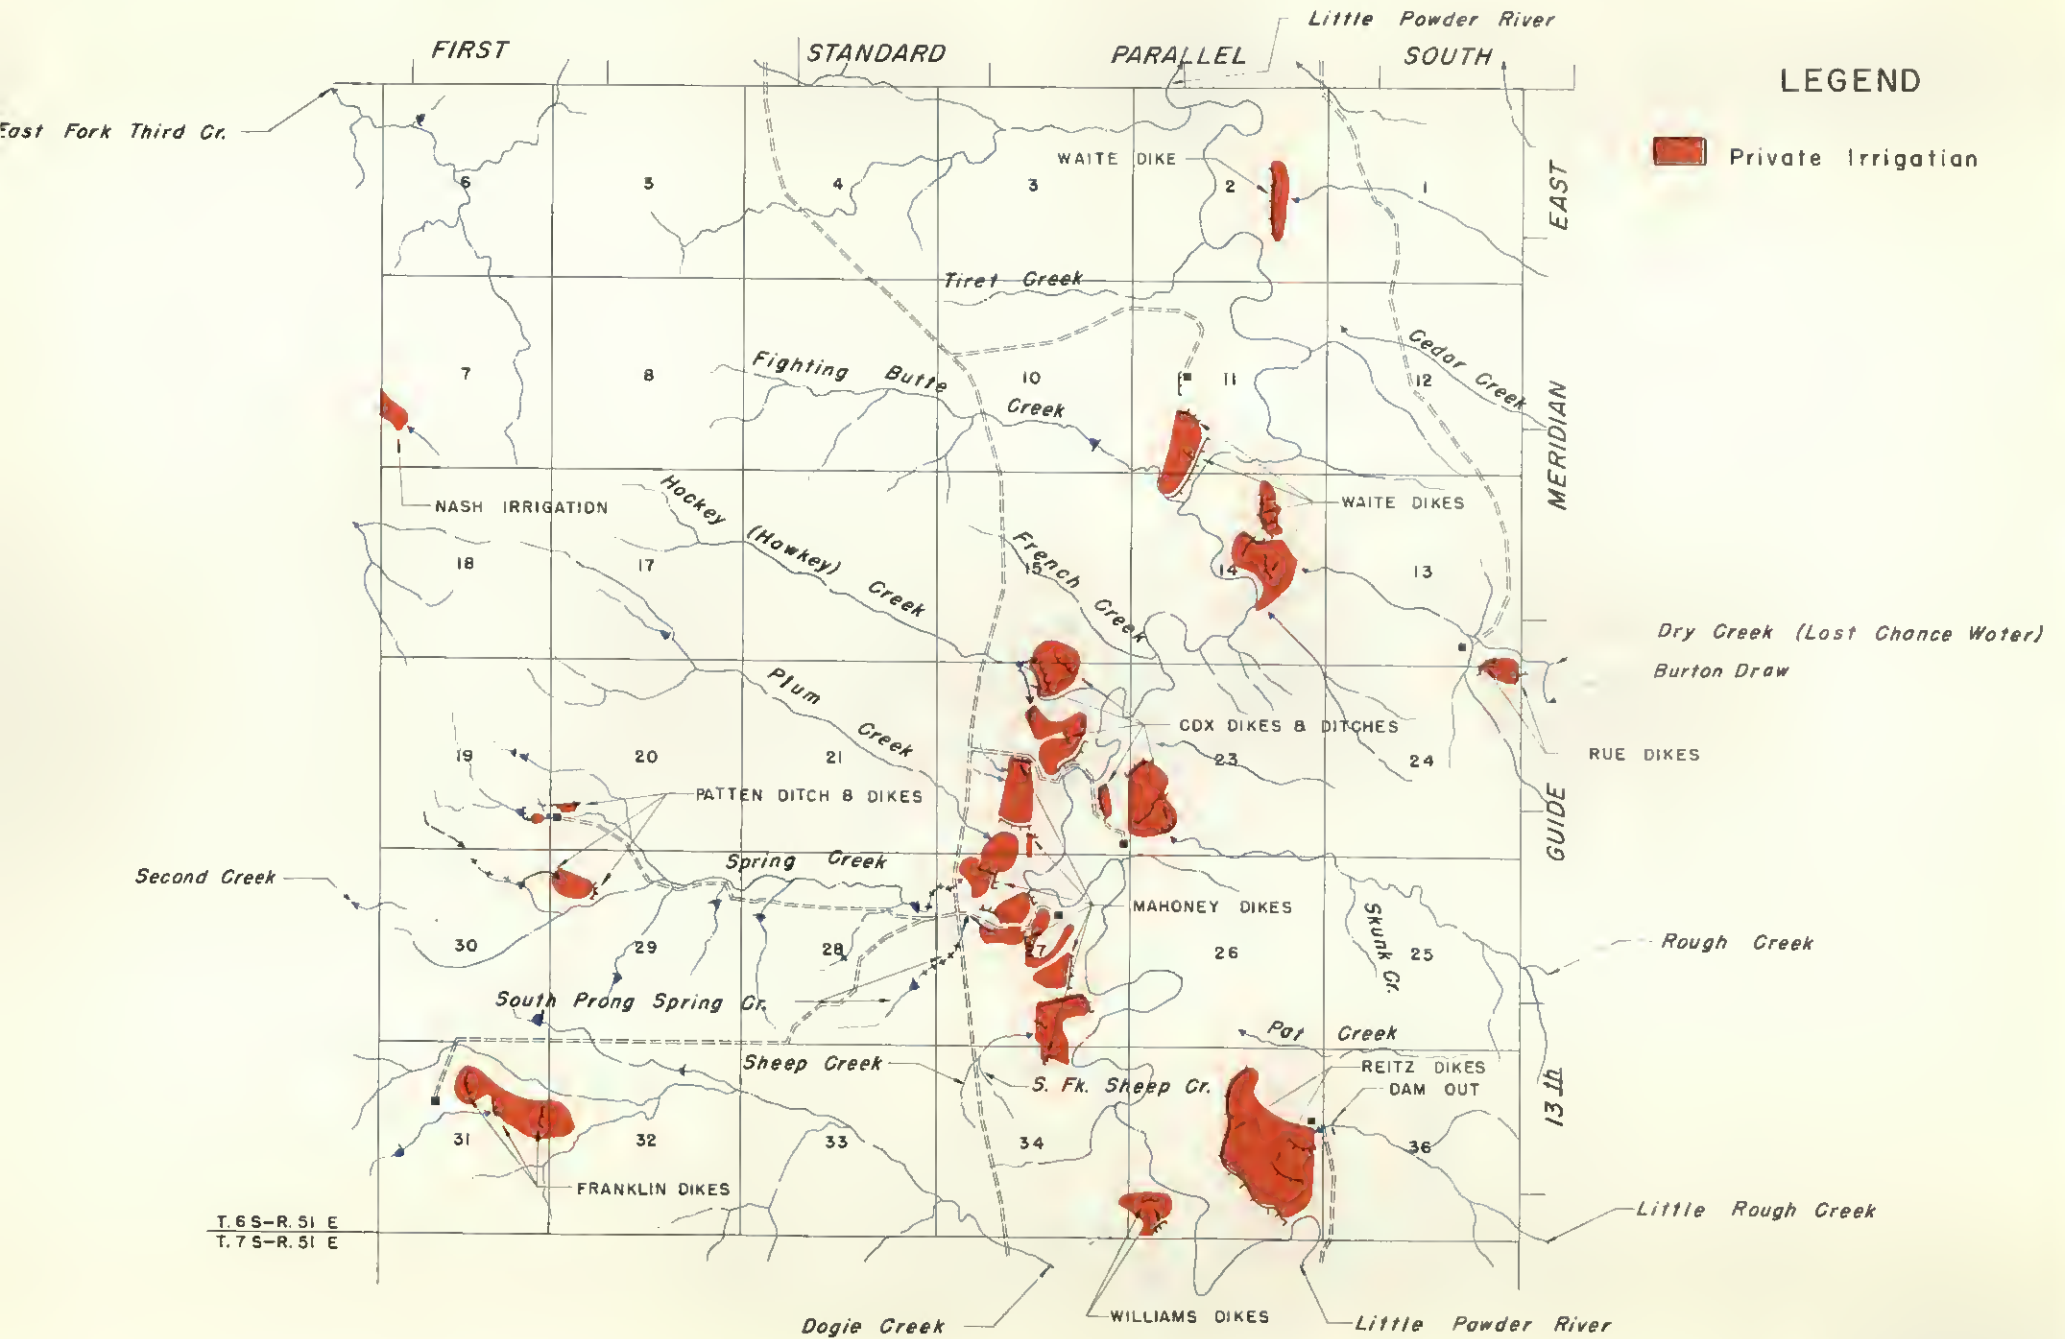 Little Powder River
FIRST STANDARD PARALLEL SOUTH
LEGEND
East Fork Third Cr.
WAITE DIKE
Private Irrigation
6 5 4 3 2 1
EAST
Tiret Creek
Cedar Creek
Fighting Butte Creek
7 8 10 11 12
MERIDIAN
NASH IRRIGATION
Hockey (Hawkey) Creek
WAITE DIKES
French Creek
18 17 15 14 13
Dry Creek (Lost Chance Water)
Burton Draw
Plum Creek
COX DIKES & DITCHES
19 20 21 23 24
RUE DIKES
PATTEN DITCH & DIKES
GUIDE
Spring Creek
Second Creek
MAHONEY DIKES
Skunk Cr.
30 29 28 27 26 25
Rough Creek
South Prong Spring Cr.
Pat Creek
Sheep Creek
REITZ DIKES
S. Fk. Sheep Cr.
DAM OUT
13th
31 32 33 34 36
FRANKLIN DIKES
T. 6 S-R. 51 E
T. 7 S-R. 51 E
Little Rough Creek
WILLIAMS DIKES
Dogie Creek
Little Powder River